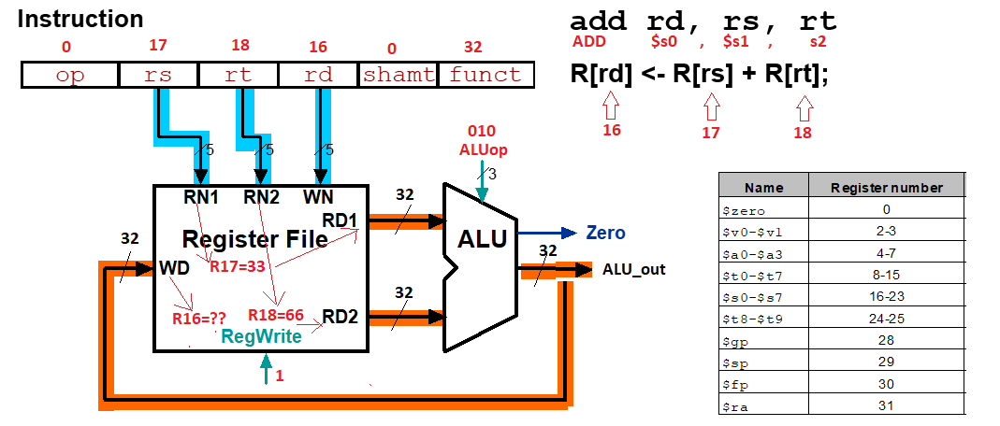 Instruction
0 17 18 16 0 32
op rs rt rd shamt funct
5 5 5
RN1 RN2 WN
Register File
RD1
WD
R17=33
R16=??
R18=66
RD2
RegWrite
1
32
32
32
010
ALUop
3
ALU
Zero
32
ALU_out
add rd, rs, rt
ADD $s0 , $s1 , s2
R[rd] <- R[rs] + R[rt];
16 17 18
Name Register number
$zero 0
$v0-$v1 2-3
$a0-$a3 4-7
$t0-$t7 8-15
$s0-$s7 16-23
$t8-$t9 24-25
$gp 28
$sp 29
$fp 30
$ra 31